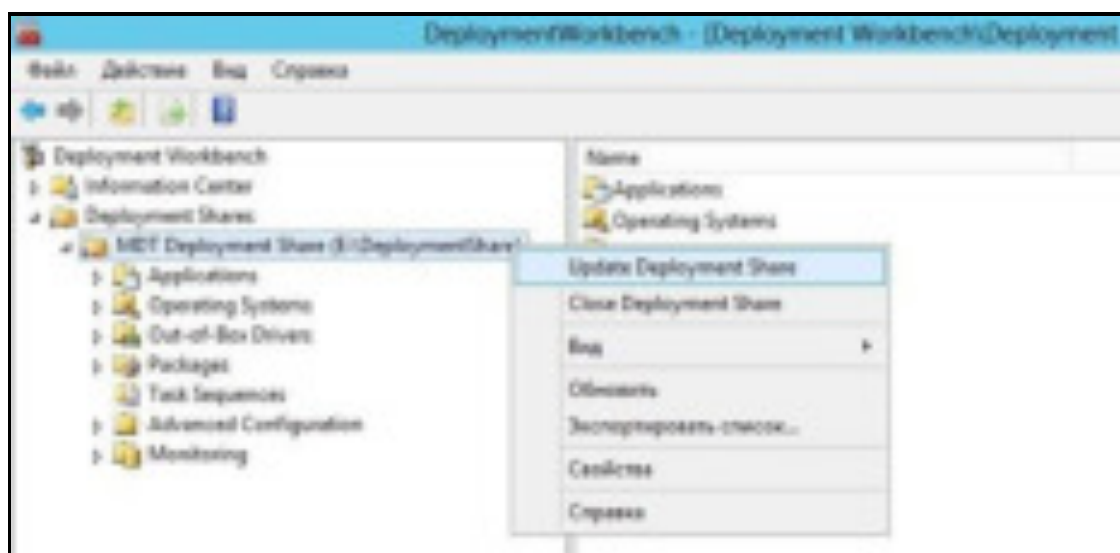 DeploymentWorkbench - [Deployment Workbench\Deployment
Файл Действие Вид Справка
Deployment Workbench
Information Center
Deployment Shares
MDT Deployment Share (E:\DeploymentShare)
Applications
Operating Systems
Out-of-Box Drivers
Packages
Task Sequences
Advanced Configuration
Monitoring
Name
Applications
Operating Systems
Update Deployment Share
Close Deployment Share
Вид
Обновить
Экспортировать список...
Свойства
Справка